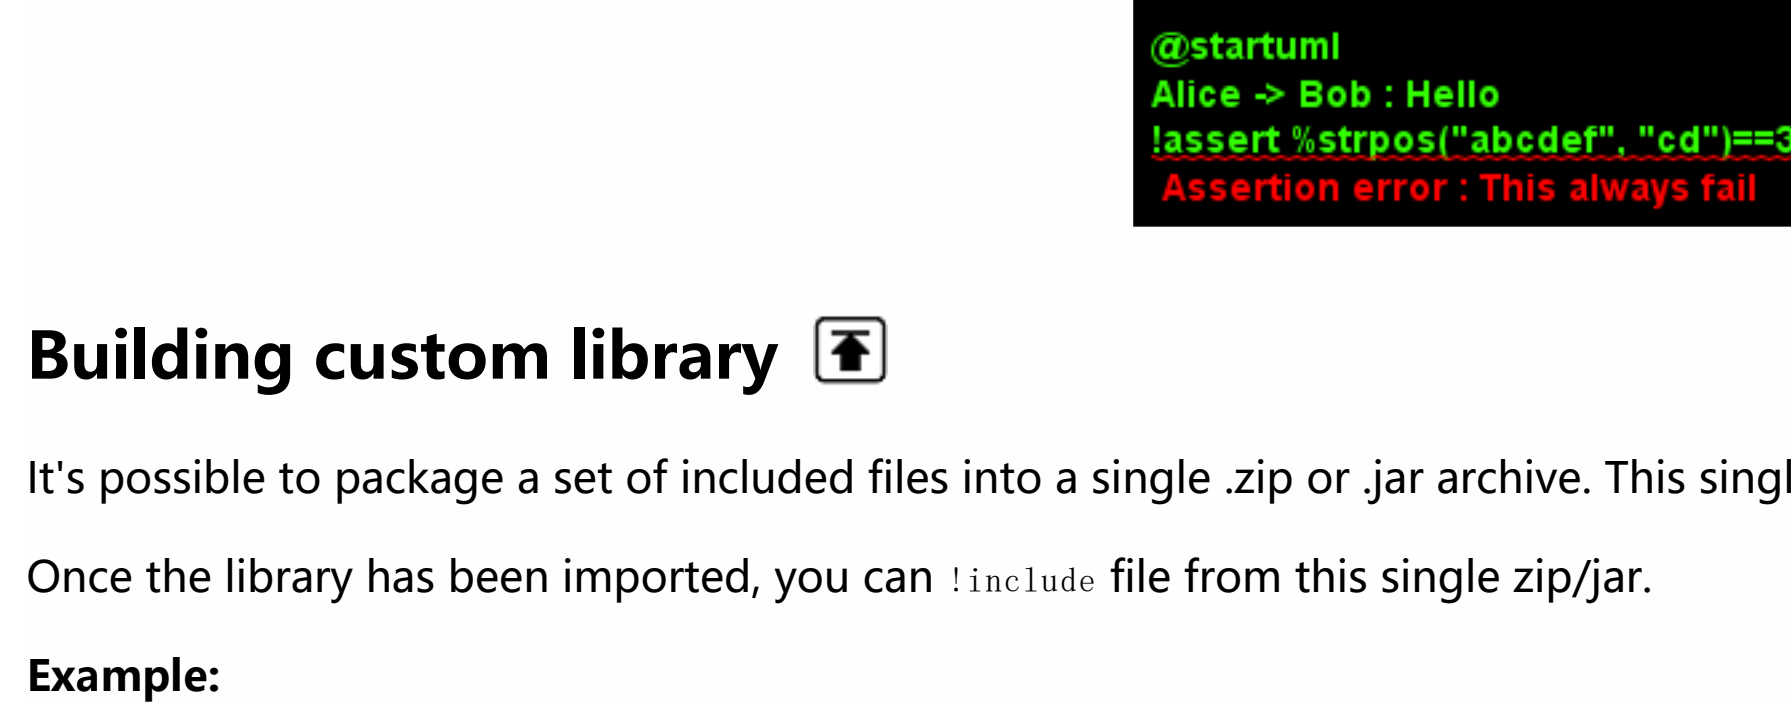 @startuml
Alice -> Bob : Hello
!assert %strpos("abcdef", "cd")==3
Assertion error : This always fail
Building custom library
It's possible to package a set of included files into a single .zip or .jar archive. This
Once the library has been imported, you can !include file from this single zip/jar.
Example: